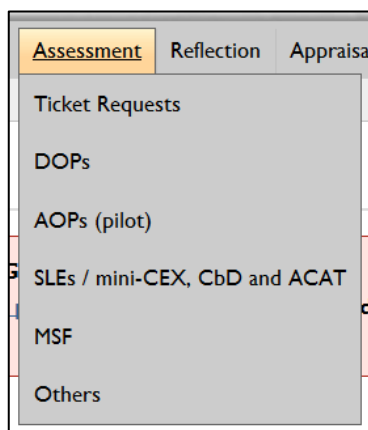 Assessment Reflection Appraisa
Ticket Requests
DOPs
AOPs (pilot)
SLEs / mini-CEX, CbD and ACAT
MSF
Others